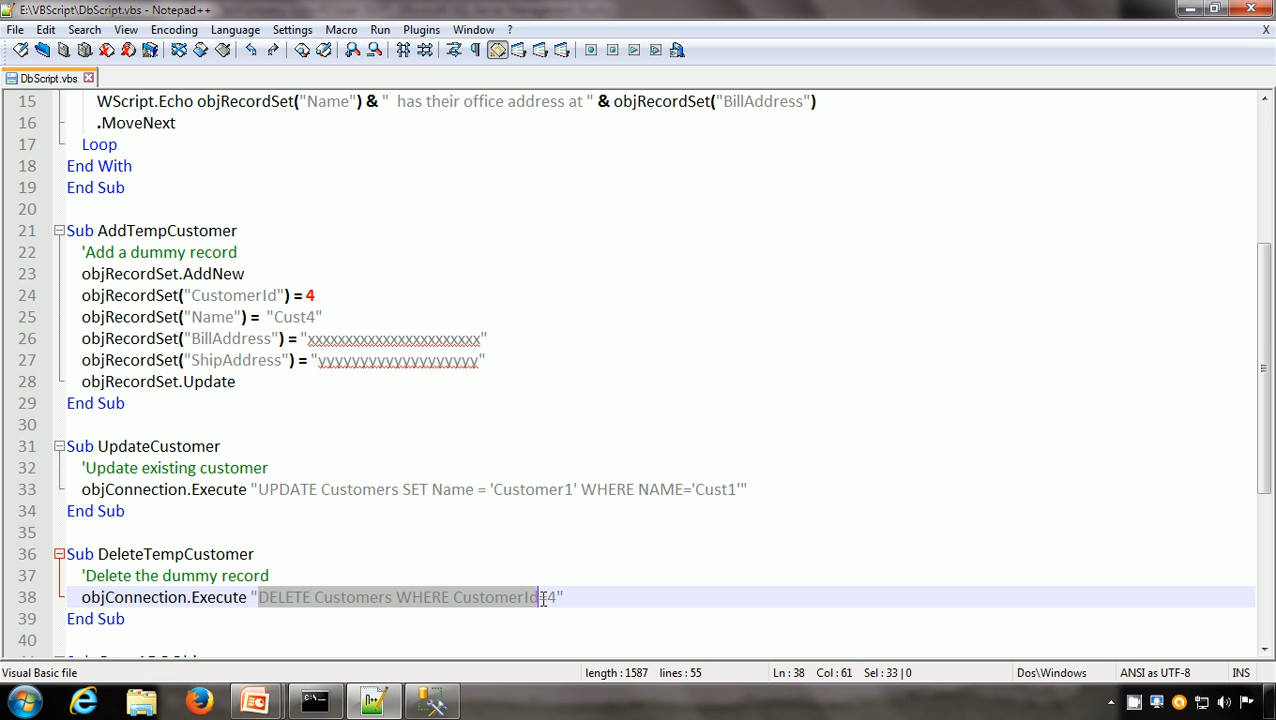 E:\VBScript\DbScript.vbs - Notepad++
File Edit Search View Encoding Language Settings Macro Run Plugins Window ? X
DbScript.vbs
15 WScript.Echo objRecordSet("Name") & "  has their office address at " & objRecordSet("BillAddress")
16 .MoveNext
17 Loop
18 End With
19 End Sub
20
21 Sub AddTempCustomer
22 'Add a dummy record
23 objRecordSet.AddNew
24 objRecordSet("CustomerId") = 4
25 objRecordSet("Name") =  "Cust4"
26 objRecordSet("BillAddress") = "xxxxxxxxxxxxxxxxxxxxxxx"
27 objRecordSet("ShipAddress") = "yyyyyyyyyyyyyyyyyyyy"
28 objRecordSet.Update
29 End Sub
30
31 Sub UpdateCustomer
32 'Update existing customer
33 objConnection.Execute "UPDATE Customers SET Name = 'Customer1' WHERE NAME='Cust1'"
34 End Sub
35
36 Sub DeleteTempCustomer
37 'Delete the dummy record
38 objConnection.Execute "DELETE Customers WHERE CustomerId=4"
39 End Sub
40
Visual Basic file length : 1587 lines : 55 Ln : 38 Col : 61 Sel : 33 | 0 Dos\Windows ANSI as UTF-8 INS